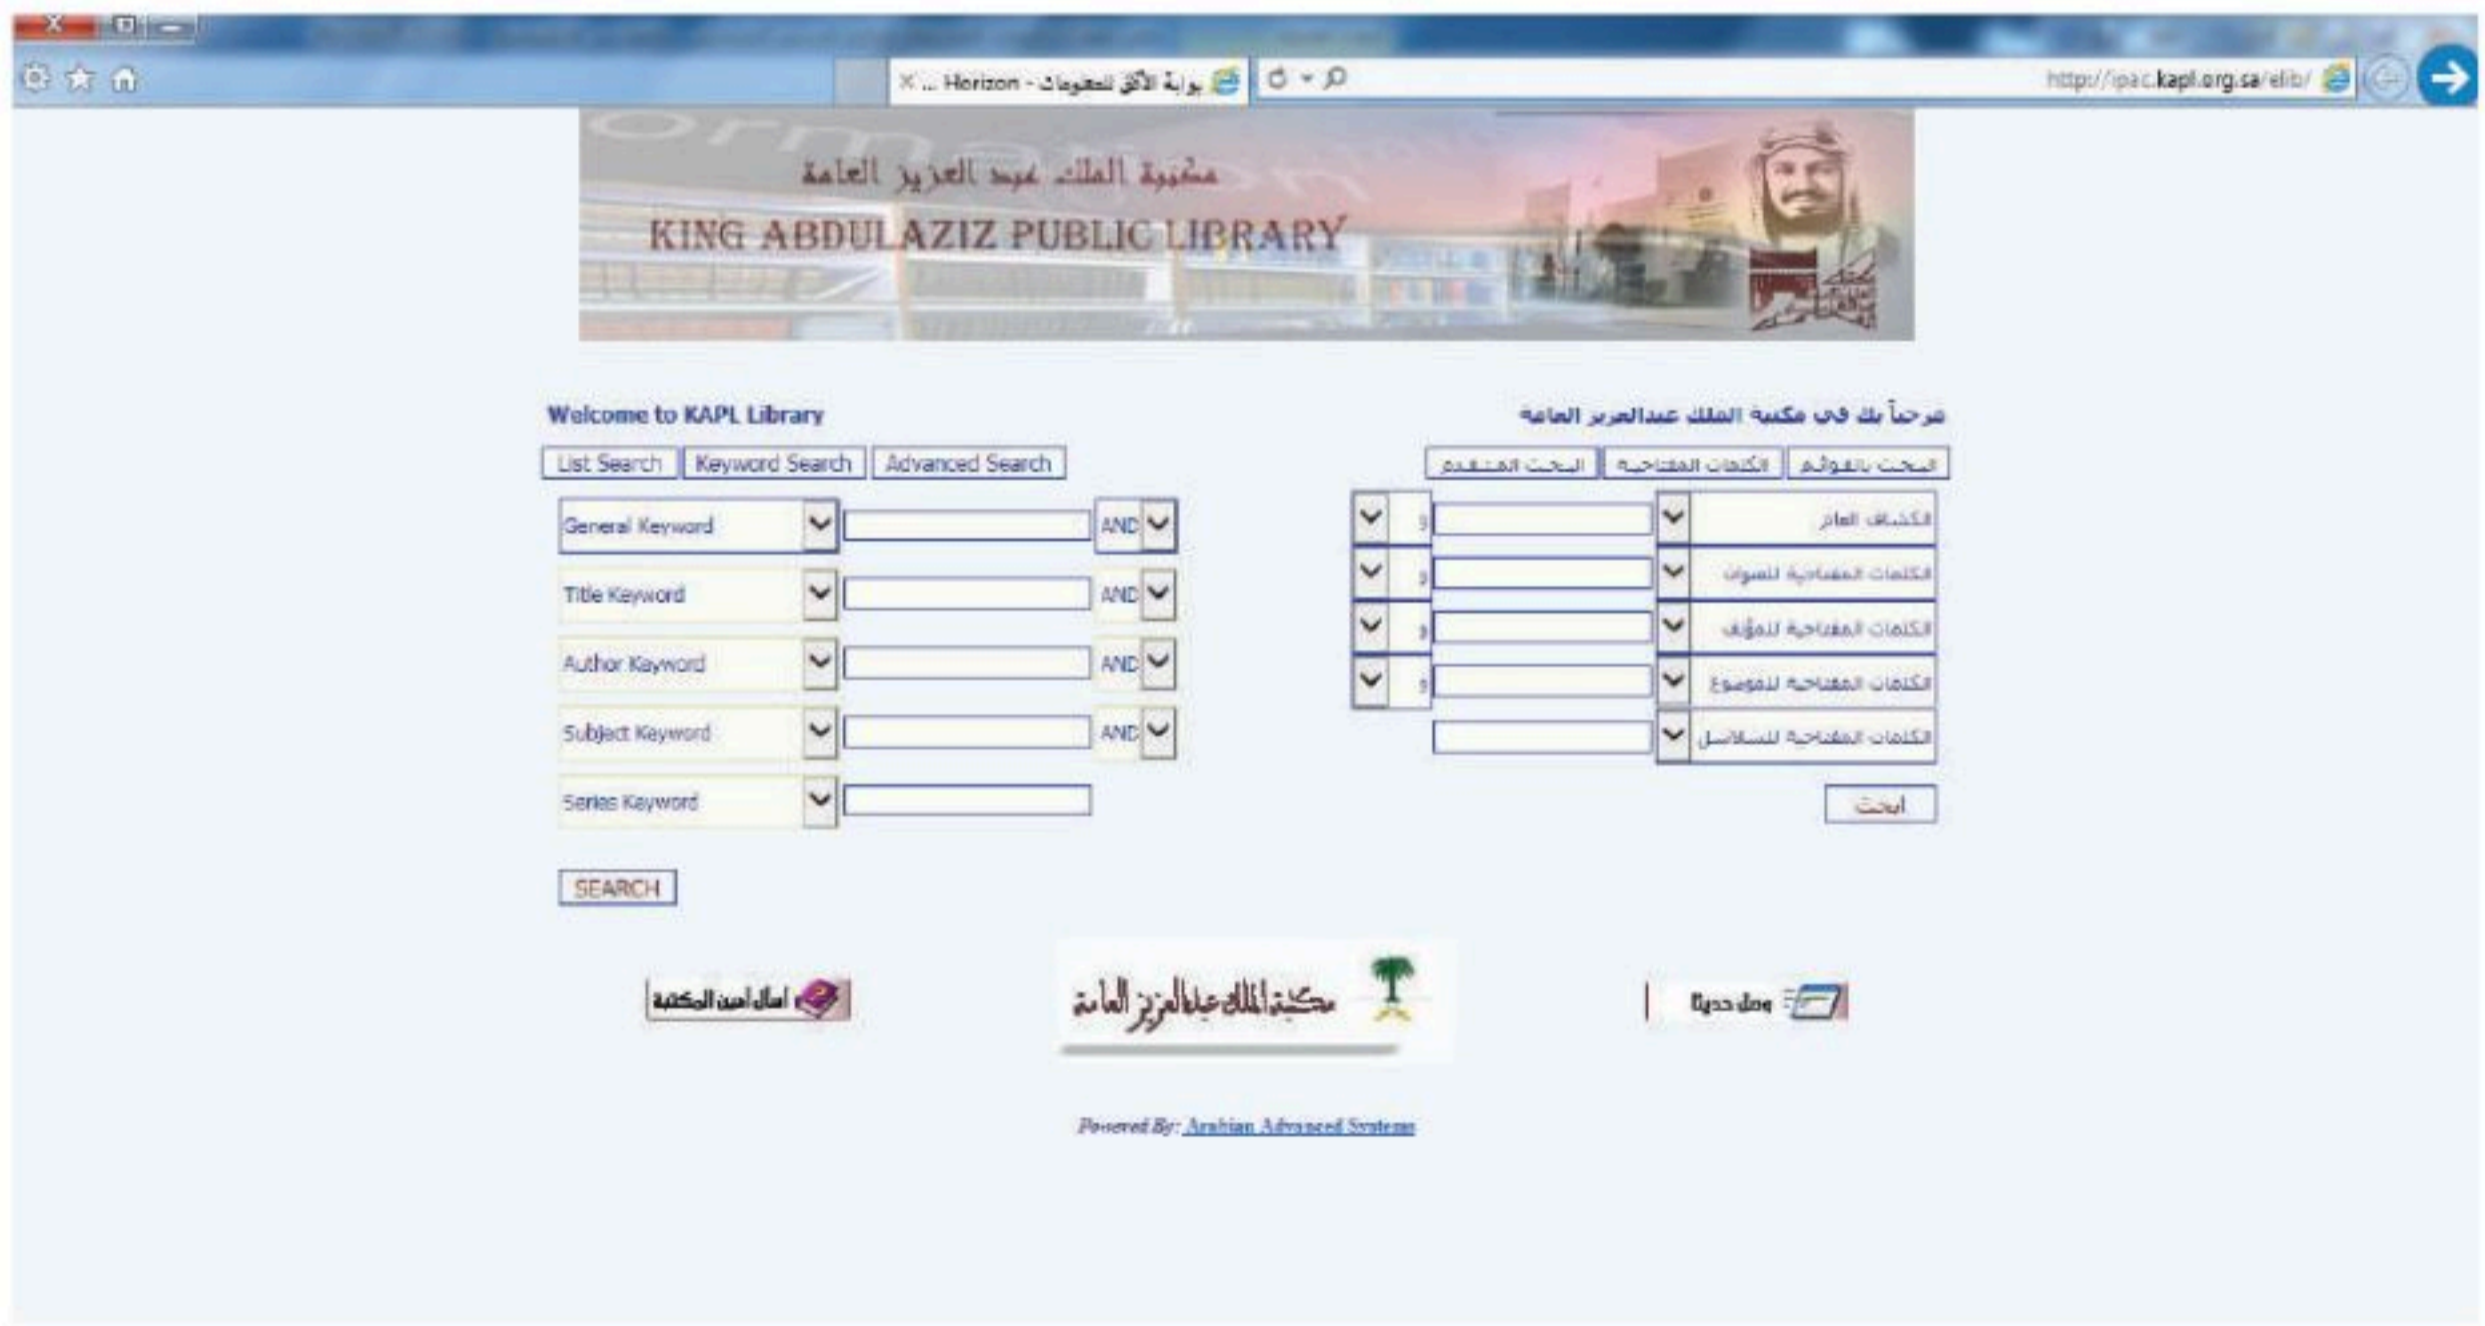 بوابة الأفق للمعلومات - Horizon ...
http://ipac.kapl.org.sa/elib/
ormation
مكتبة الملك عبد العزيز العامة
KING ABDULAZIZ PUBLIC LIBRARY
Welcome to KAPL Library
مرحباً بك في مكتبة الملك عبدالعزيز العامة
List Search Keyword Search Advanced Search
البحث بالقوائم الكلمات المفتاحية البحث المتقدم
General Keyword AND
الكشاف العام و
Title Keyword AND
الكلمات المفتاحية للعنوان و
Author Keyword AND
الكلمات المفتاحية للمؤلف و
Subject Keyword AND
الكلمات المفتاحية للموضوع و
Series Keyword
الكلمات المفتاحية للسلاسل
ابحث
SEARCH
اسأل أمين المكتبة
مكتبة الملك عبدالعزيز العامة
وصل حديثا
Powered By: Arabian Advanced Systems